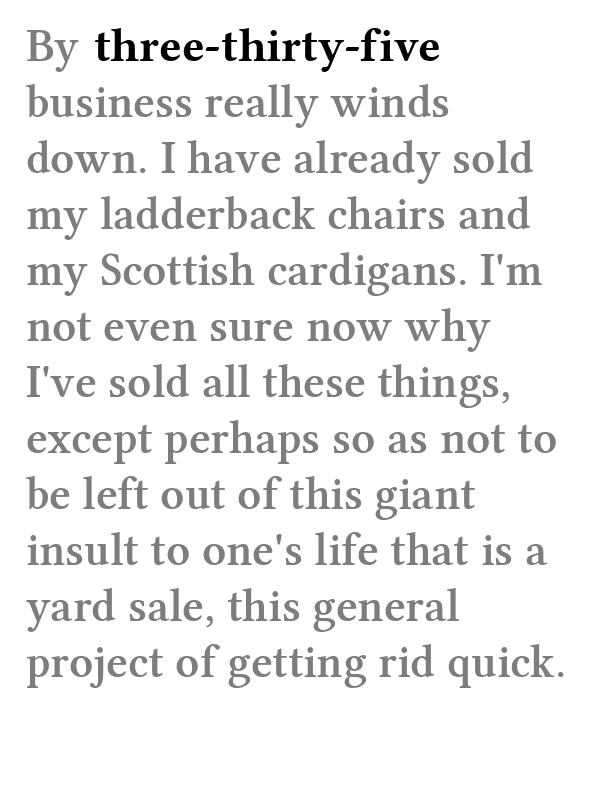 By three-thirty-five
business really winds
down. I have already sold
my ladderback chairs and
my Scottish cardigans. I'm
not even sure now why
I've sold all these things,
except perhaps so as not to
be left out of this giant
insult to one's life that is a
yard sale, this general
project of getting rid quick.